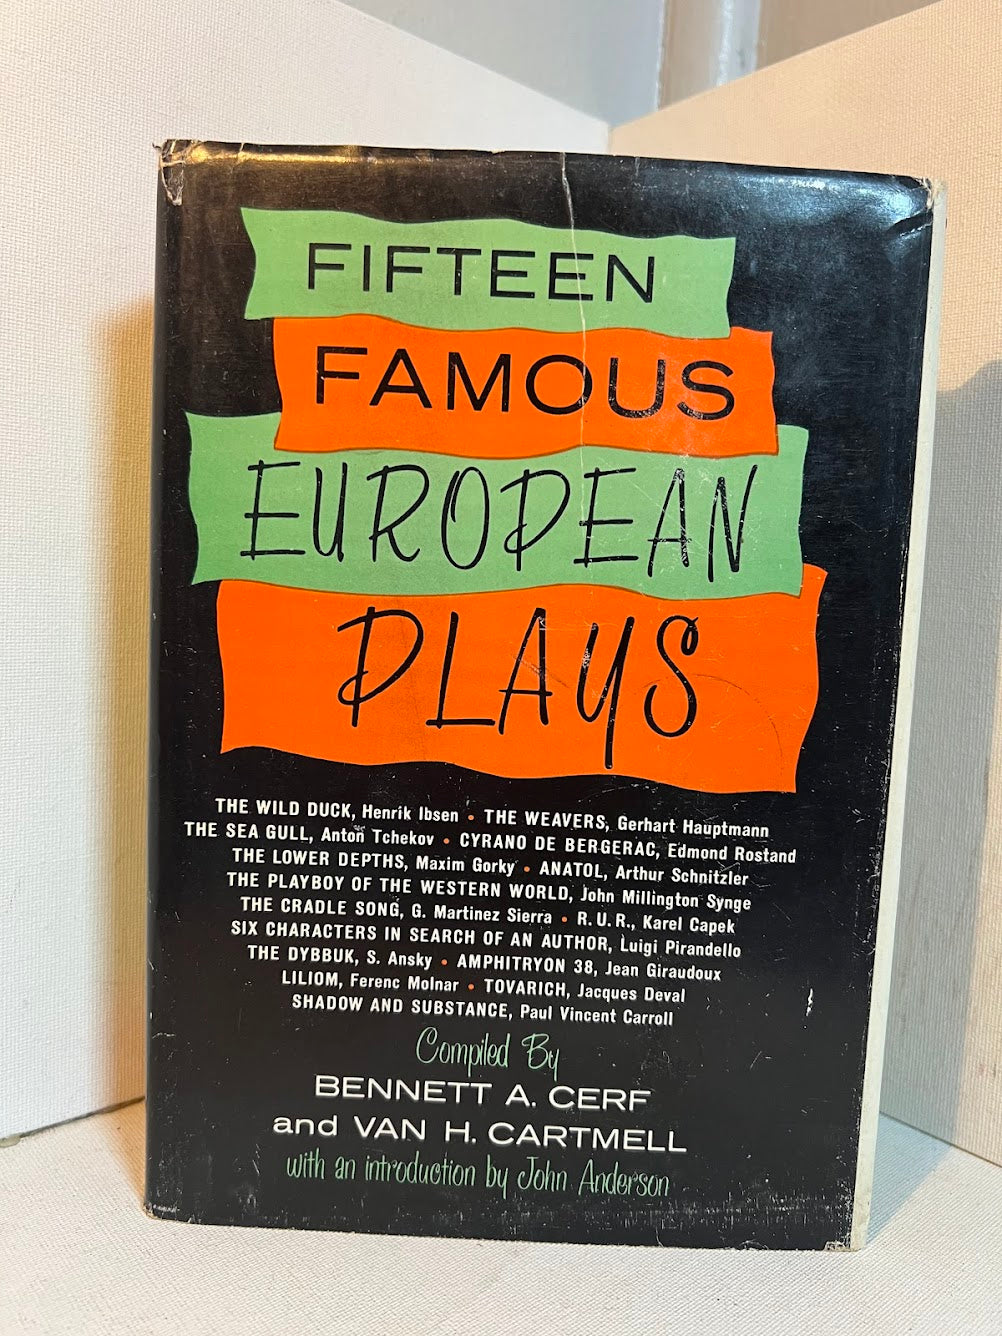 FIFTEEN
FAMOUS
EUROPEAN
PLAYS
THE WILD DUCK, Henrik Ibsen • THE WEAVERS, Gerhart Hauptmann
THE SEA GULL, Anton Tchekov • CYRANO DE BERGERAC, Edmond Rostand
THE LOWER DEPTHS, Maxim Gorky • ANATOL, Arthur Schnitzler
THE PLAYBOY OF THE WESTERN WORLD, John Millington Synge
THE CRADLE SONG, G. Martinez Sierra • R.U.R., Karel Capek
SIX CHARACTERS IN SEARCH OF AN AUTHOR, Luigi Pirandello
THE DYBBUK, S. Ansky • AMPHITRYON 38, Jean Giraudoux
LILIOM, Ferenc Molnar • TOVARICH, Jacques Deval
SHADOW AND SUBSTANCE, Paul Vincent Carroll
Compiled By
BENNETT A. CERF
and VAN H. CARTMELL
with an introduction by John Anderson